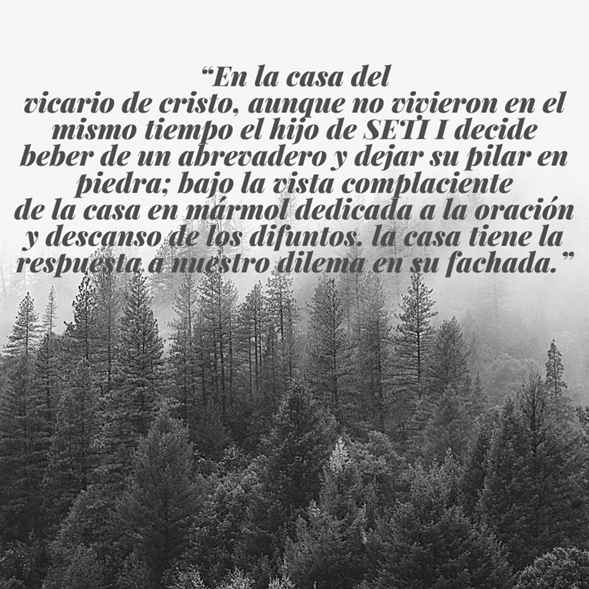 “En la casa del
vicario de cristo, aunque no vivieron en el
mismo tiempo el hijo de SETI I decide
beber de un abrevadero y dejar su pilar en
piedra; bajo la vista complaciente
de la casa en mármol dedicada a la oración
y descanso de los difuntos. la casa tiene la
respuesta a nuestro dilema en su fachada.”